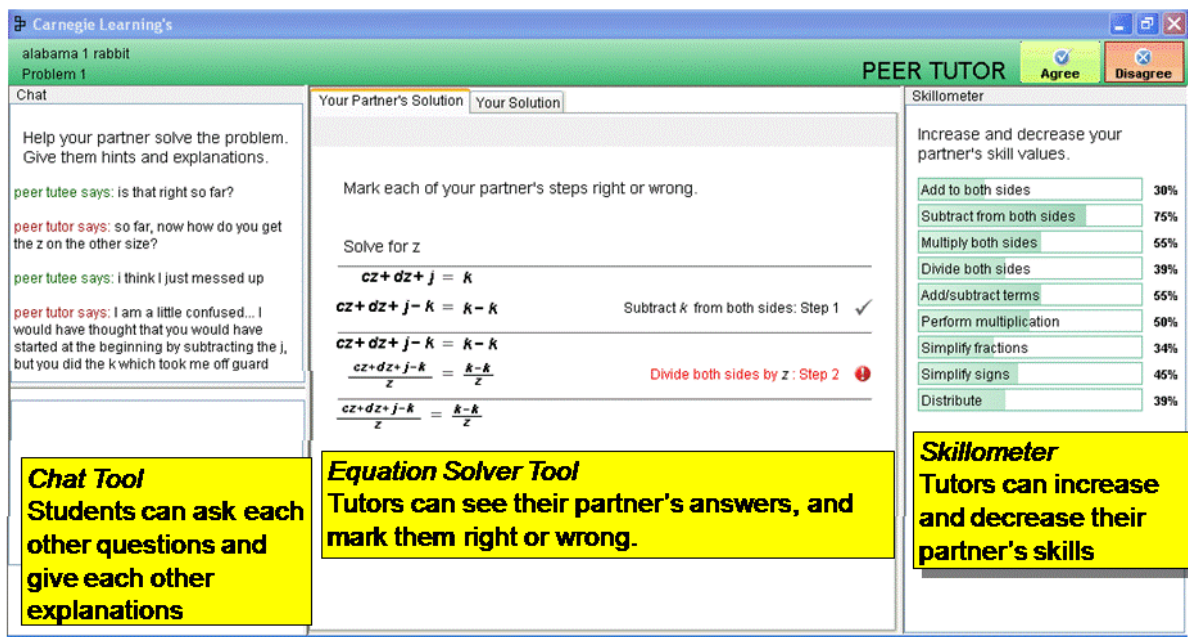 Carnegie Learning's
alabama 1 rabbit
Problem 1
PEER TUTOR
Agree
Disagree
Chat
Help your partner solve the problem.
Give them hints and explanations.
peer tutee says: is that right so far?
peer tutor says: so far, now how do you get
the z on the other size?
peer tutee says: i think I just messed up
peer tutor says: I am a little confused... I
would have thought that you would have
started at the beginning by subtracting the j,
but you did the k which took me off guard
Chat Tool
Students can ask each
other questions and
give each other
explanations
Your Partner's Solution
Your Solution
Mark each of your partner's steps right or wrong.
Solve for z
cz+ dz+ j = k
cz+ dz+ j- k = k- k
Subtract k from both sides: Step 1
cz+ dz+ j- k = k- k
cz+dz+ j-k / z = k-k / z
Divide both sides by z : Step 2
cz+dz+ j-k / z = k-k / z
Equation Solver Tool
Tutors can see their partner's answers, and
mark them right or wrong.
Skillometer
Increase and decrease your
partner's skill values.
Add to both sides 30%
Subtract from both sides 75%
Multiply both sides 55%
Divide both sides 39%
Add/subtract terms 55%
Perform multiplication 50%
Simplify fractions 34%
Simplify signs 45%
Distribute 39%
Skillometer
Tutors can increase
and decrease their
partner's skills